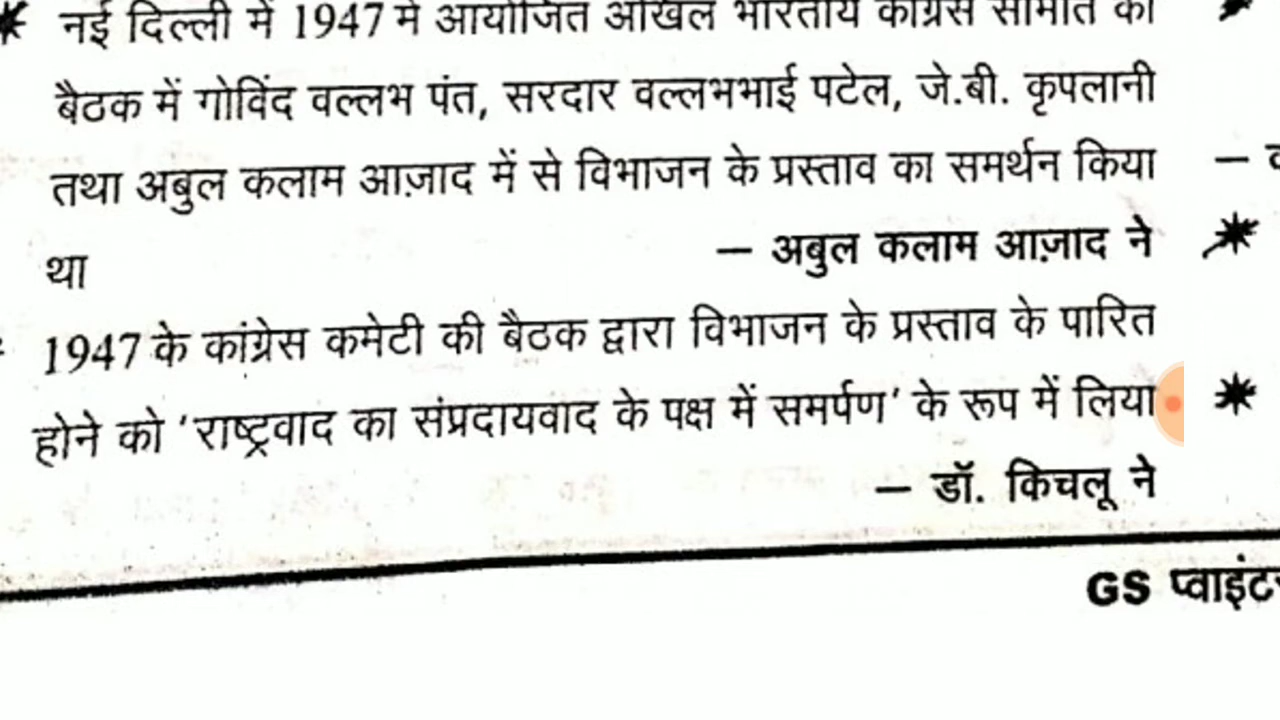 नई दिल्ली में 1947 में आयोजित अखिल भारतीय कांग्रेस समिति की
बैठक में गोविंद वल्लभ पंत, सरदार वल्लभभाई पटेल, जे.बी. कृपलानी
तथा अबुल कलाम आज़ाद में से विभाजन के प्रस्ताव का समर्थन किया
था – अबुल कलाम आज़ाद ने
1947 के कांग्रेस कमेटी की बैठक द्वारा विभाजन के प्रस्ताव के पारित
होने को 'राष्ट्रवाद का संप्रदायवाद के पक्ष में समर्पण' के रूप में लिया
– डॉ. किचलू ने
GS प्वाइंटर